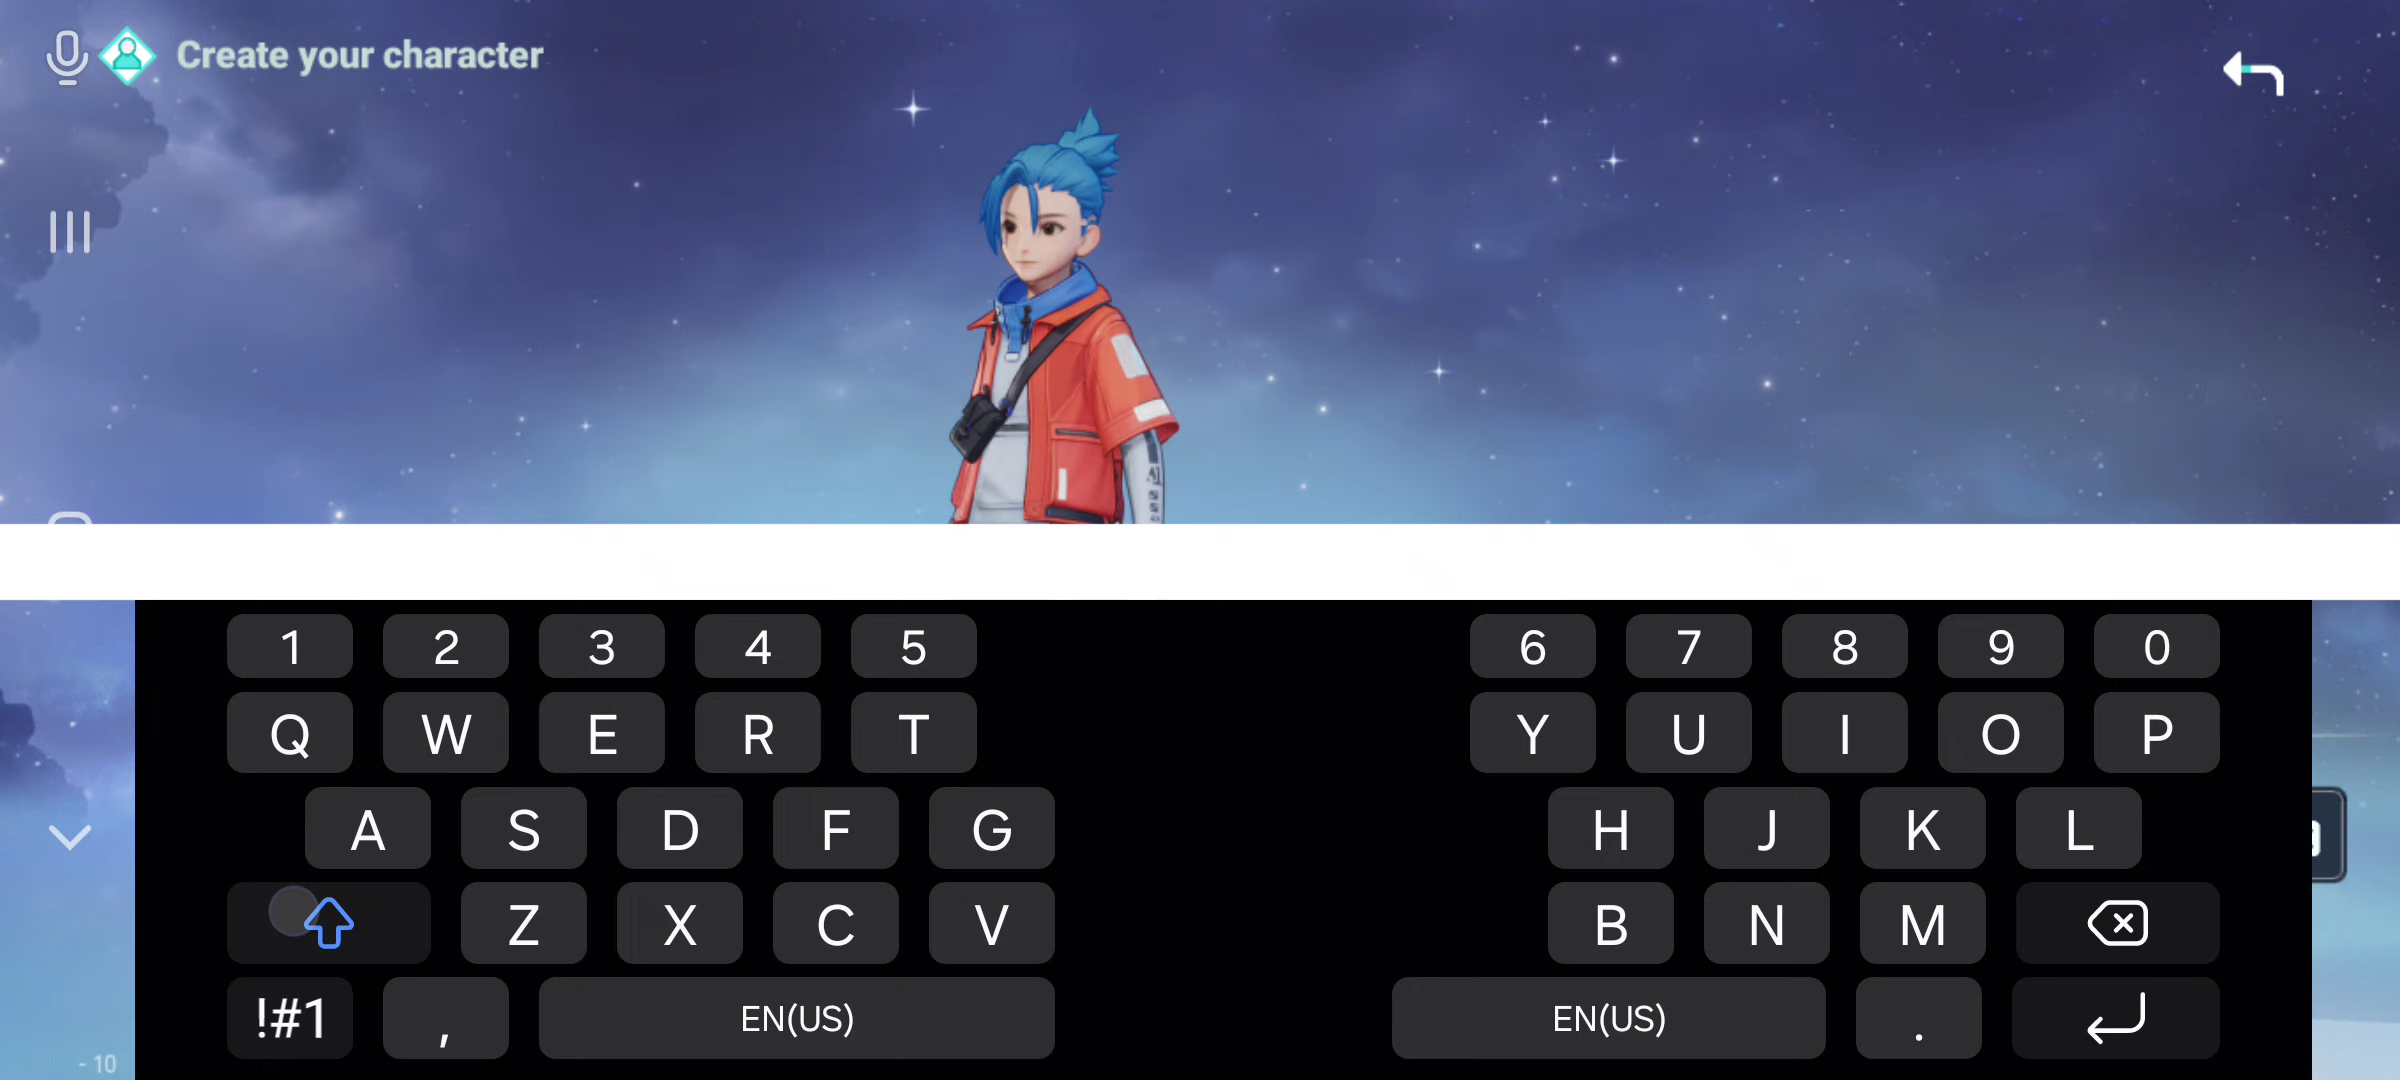 Create your character
1 2 3 4 5 6 7 8 9 0
Q W E R T Y U I O P
A S D F G H J K L
Z X C V B N M
!#1 , EN(US) EN(US) .
- 10